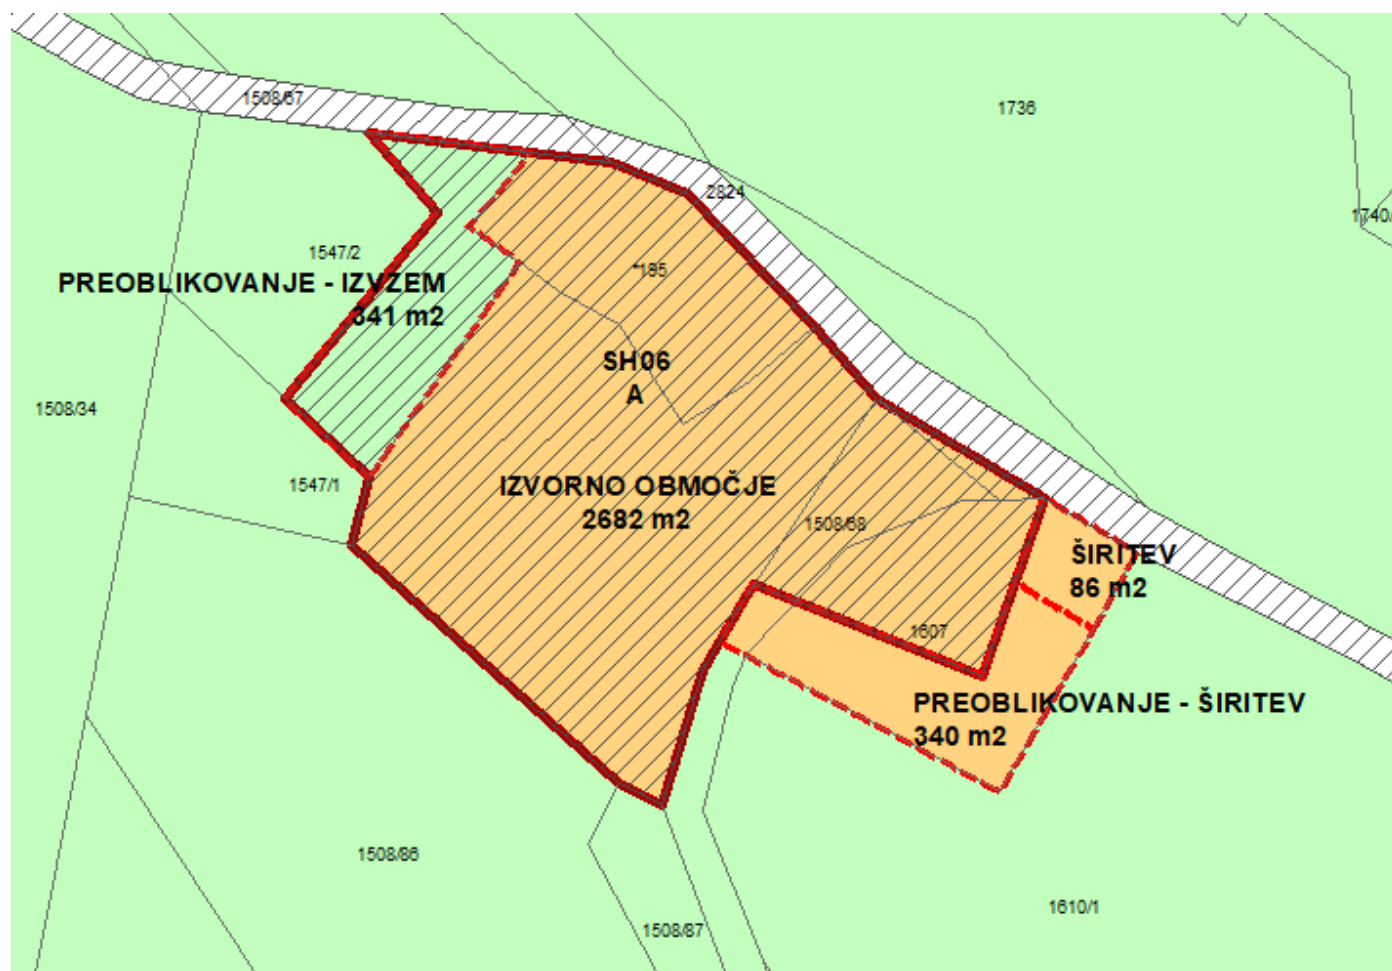 1508/67
1736
2824
1740/
1547/2
*195
PREOBLIKOVANJE - IZVZEM
341 m2
SH06
A
1508/34
1547/1
IZVORNO OBMOČJE
2682 m2
1508/68
ŠIRITEV
86 m2
1607
PREOBLIKOVANJE - ŠIRITEV
340 m2
1508/86
1610/1
1508/87